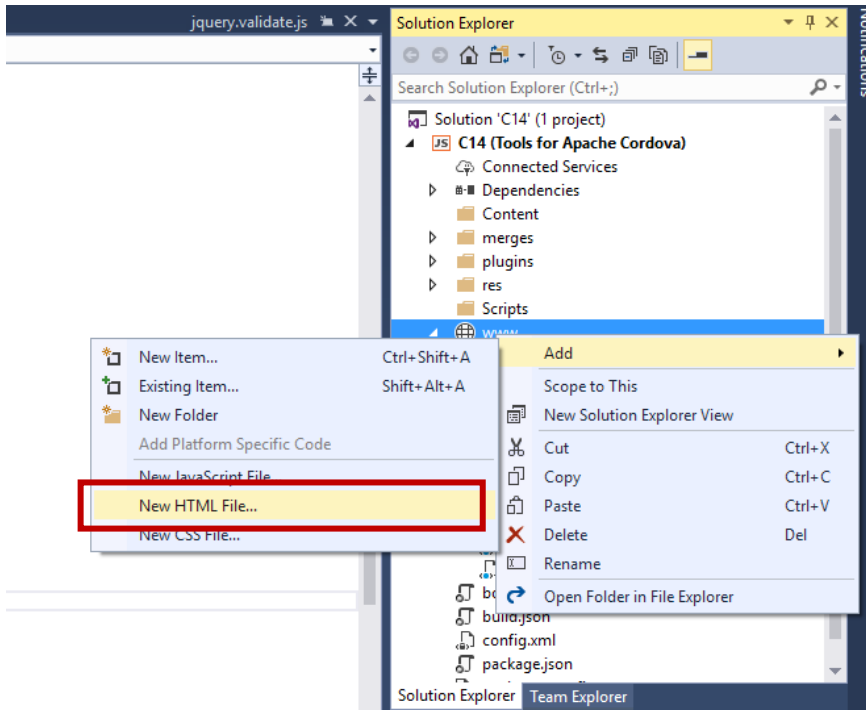 jquery.validate.js
Solution Explorer
Notifications
Search Solution Explorer (Ctrl+;)
Solution 'C14' (1 project)
JS C14 (Tools for Apache Cordova)
Connected Services
Dependencies
Content
merges
plugins
res
Scripts
www
New Item... Ctrl+Shift+A
Existing Item... Shift+Alt+A
New Folder
Add Platform Specific Code
New JavaScript File...
New HTML File...
New CSS File...
Add
Scope to This
New Solution Explorer View
Cut Ctrl+X
Copy Ctrl+C
Paste Ctrl+V
Delete Del
Rename
Open Folder in File Explorer
build.json
config.xml
package.json
Solution Explorer Team Explorer